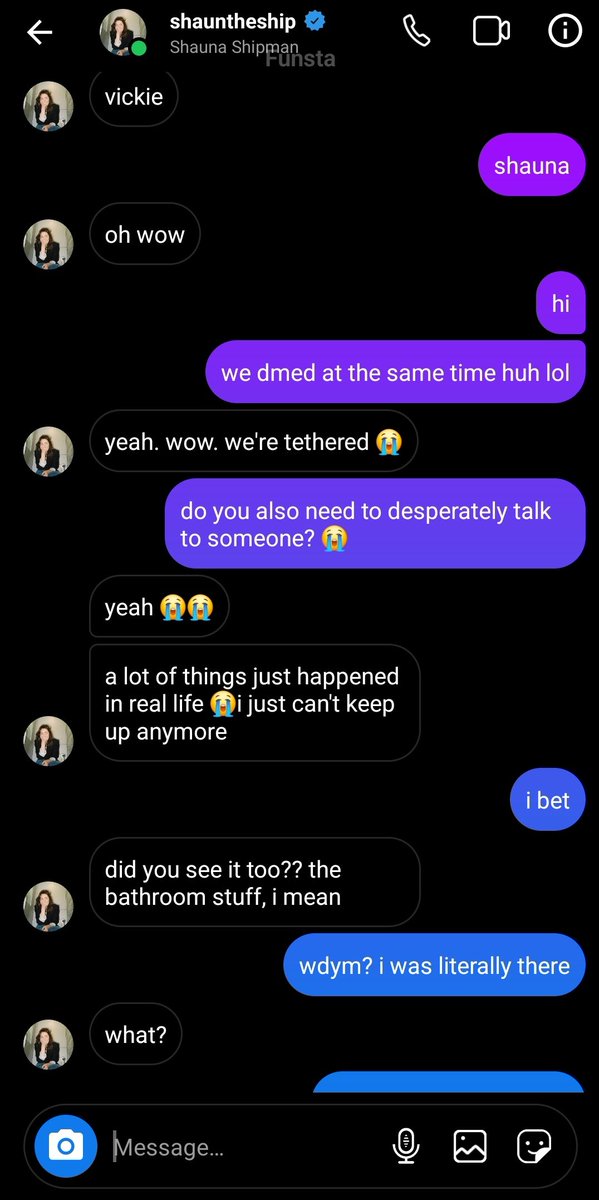 shauntheship
Shauna Shipman
Funsta
vickie
shauna
oh wow
hi
we dmed at the same time huh lol
yeah. wow. we're tethered 😭
do you also need to desperately talk
to someone? 😭
yeah 😭😭
a lot of things just happened
in real life 😭i just can't keep
up anymore
i bet
did you see it too?? the
bathroom stuff, i mean
wdym? i was literally there
what?
Message...